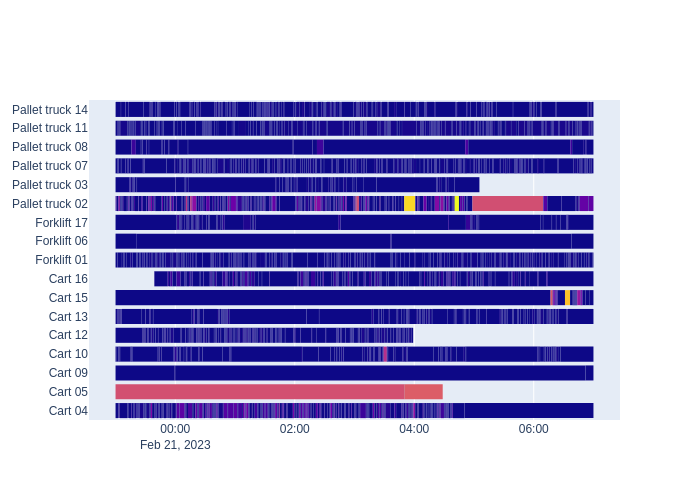 Pallet truck 14
Pallet truck 11
Pallet truck 08
Pallet truck 07
Pallet truck 03
Pallet truck 02
Forklift 17
Forklift 06
Forklift 01
Cart 16
Cart 15
Cart 13
Cart 12
Cart 10
Cart 09
Cart 05
Cart 04
00:00 02:00 04:00 06:00
Feb 21, 2023